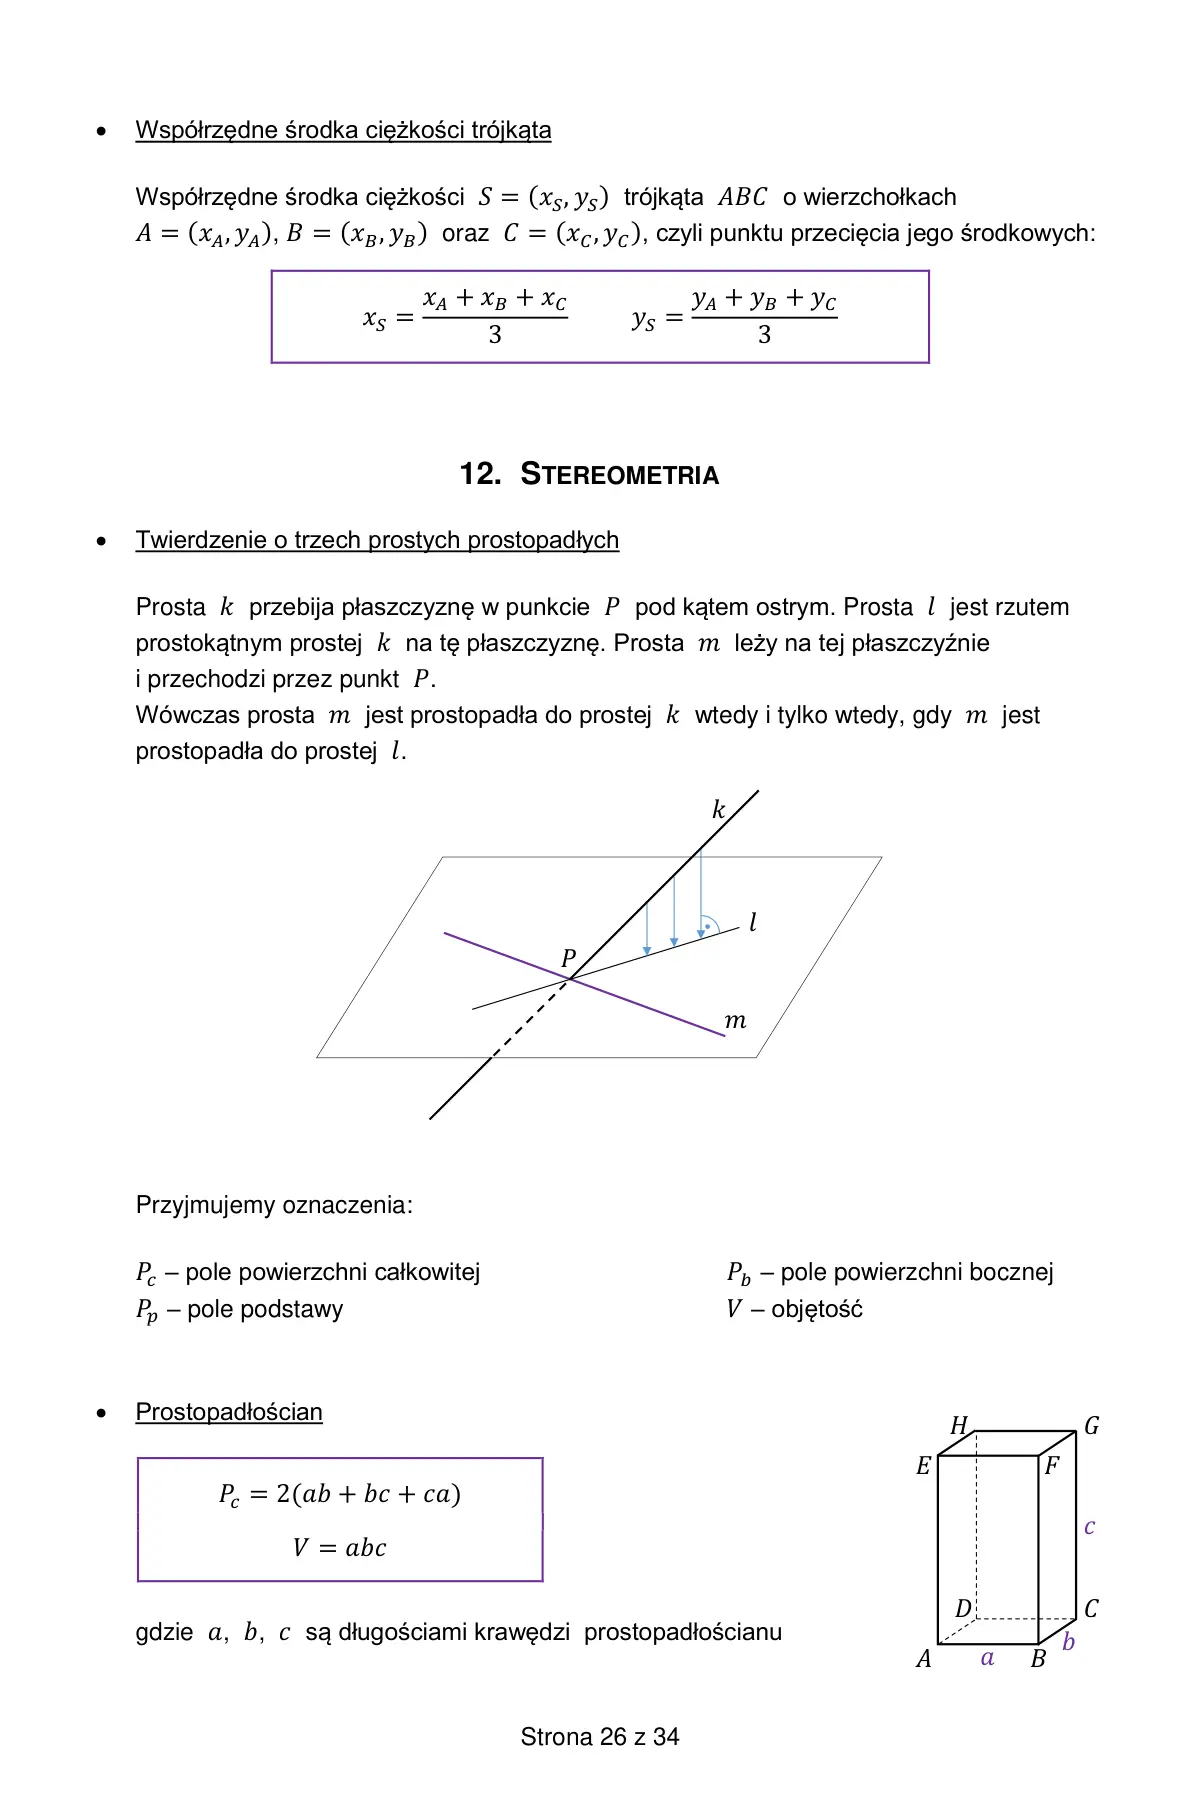 • Współrzędne środka ciężkości trójkąta
Współrzędne środka ciężkości S = (x_S, y_S) trójkąta ABC o wierzchołkach
A = (x_A, y_A), B = (x_B, y_B) oraz C = (x_C, y_C), czyli punktu przecięcia jego środkowych:
x_S = (x_A + x_B + x_C)/3 y_S = (y_A + y_B + y_C)/3
12. STEREOMETRIA
• Twierdzenie o trzech prostych prostopadłych
Prosta k przebija płaszczyznę w punkcie P pod kątem ostrym. Prosta l jest rzutem
prostokątnym prostej k na tę płaszczyznę. Prosta m leży na tej płaszczyźnie
i przechodzi przez punkt P.
Wówczas prosta m jest prostopadła do prostej k wtedy i tylko wtedy, gdy m jest
prostopadła do prostej l.
k
l
P
m
Przyjmujemy oznaczenia:
P_c – pole powierzchni całkowitej P_b – pole powierzchni bocznej
P_p – pole podstawy V – objętość
• Prostopadłościan
P_c = 2(ab + bc + ca)
V = abc
gdzie a, b, c są długościami krawędzi prostopadłościanu
H G
E F
c
D C
b
A a B
Strona 26 z 34